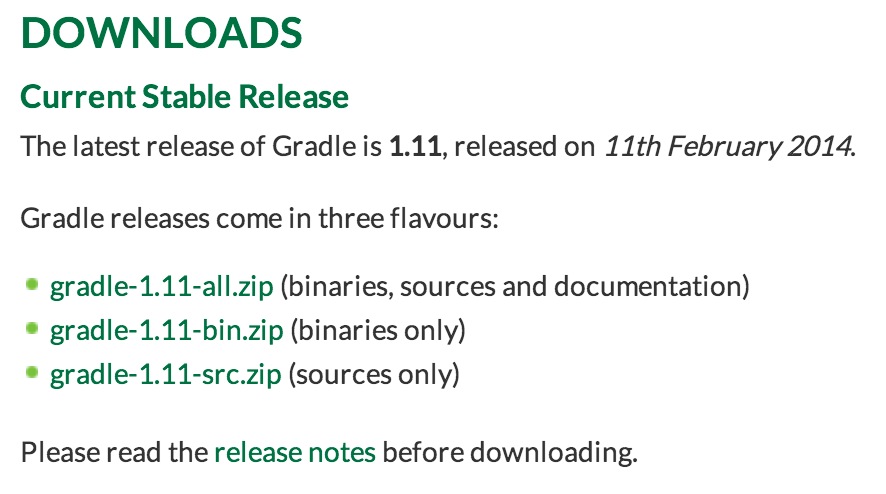 DOWNLOADS
Current Stable Release
The latest release of Gradle is 1.11, released on 11th February 2014.
Gradle releases come in three flavours:
gradle-1.11-all.zip (binaries, sources and documentation)
gradle-1.11-bin.zip (binaries only)
gradle-1.11-src.zip (sources only)
Please read the release notes before downloading.